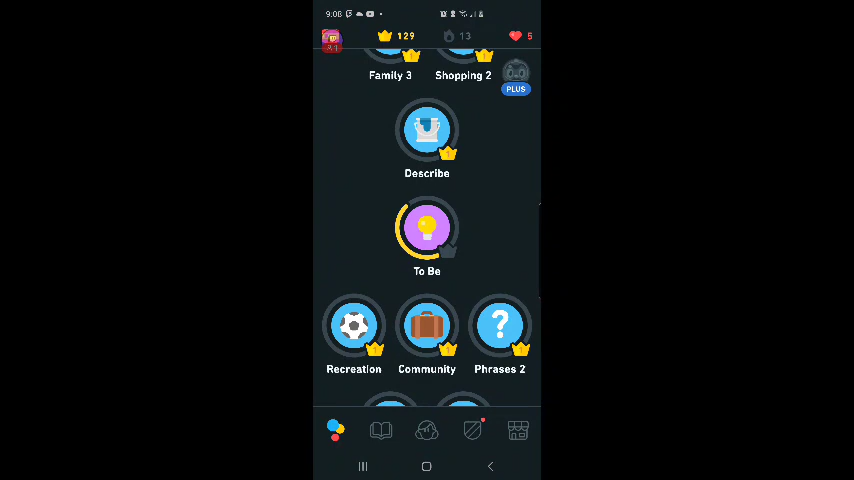 9:08
129
13
5
Family 3
Shopping 2
PLUS
Describe
To Be
Recreation
Community
Phrases 2